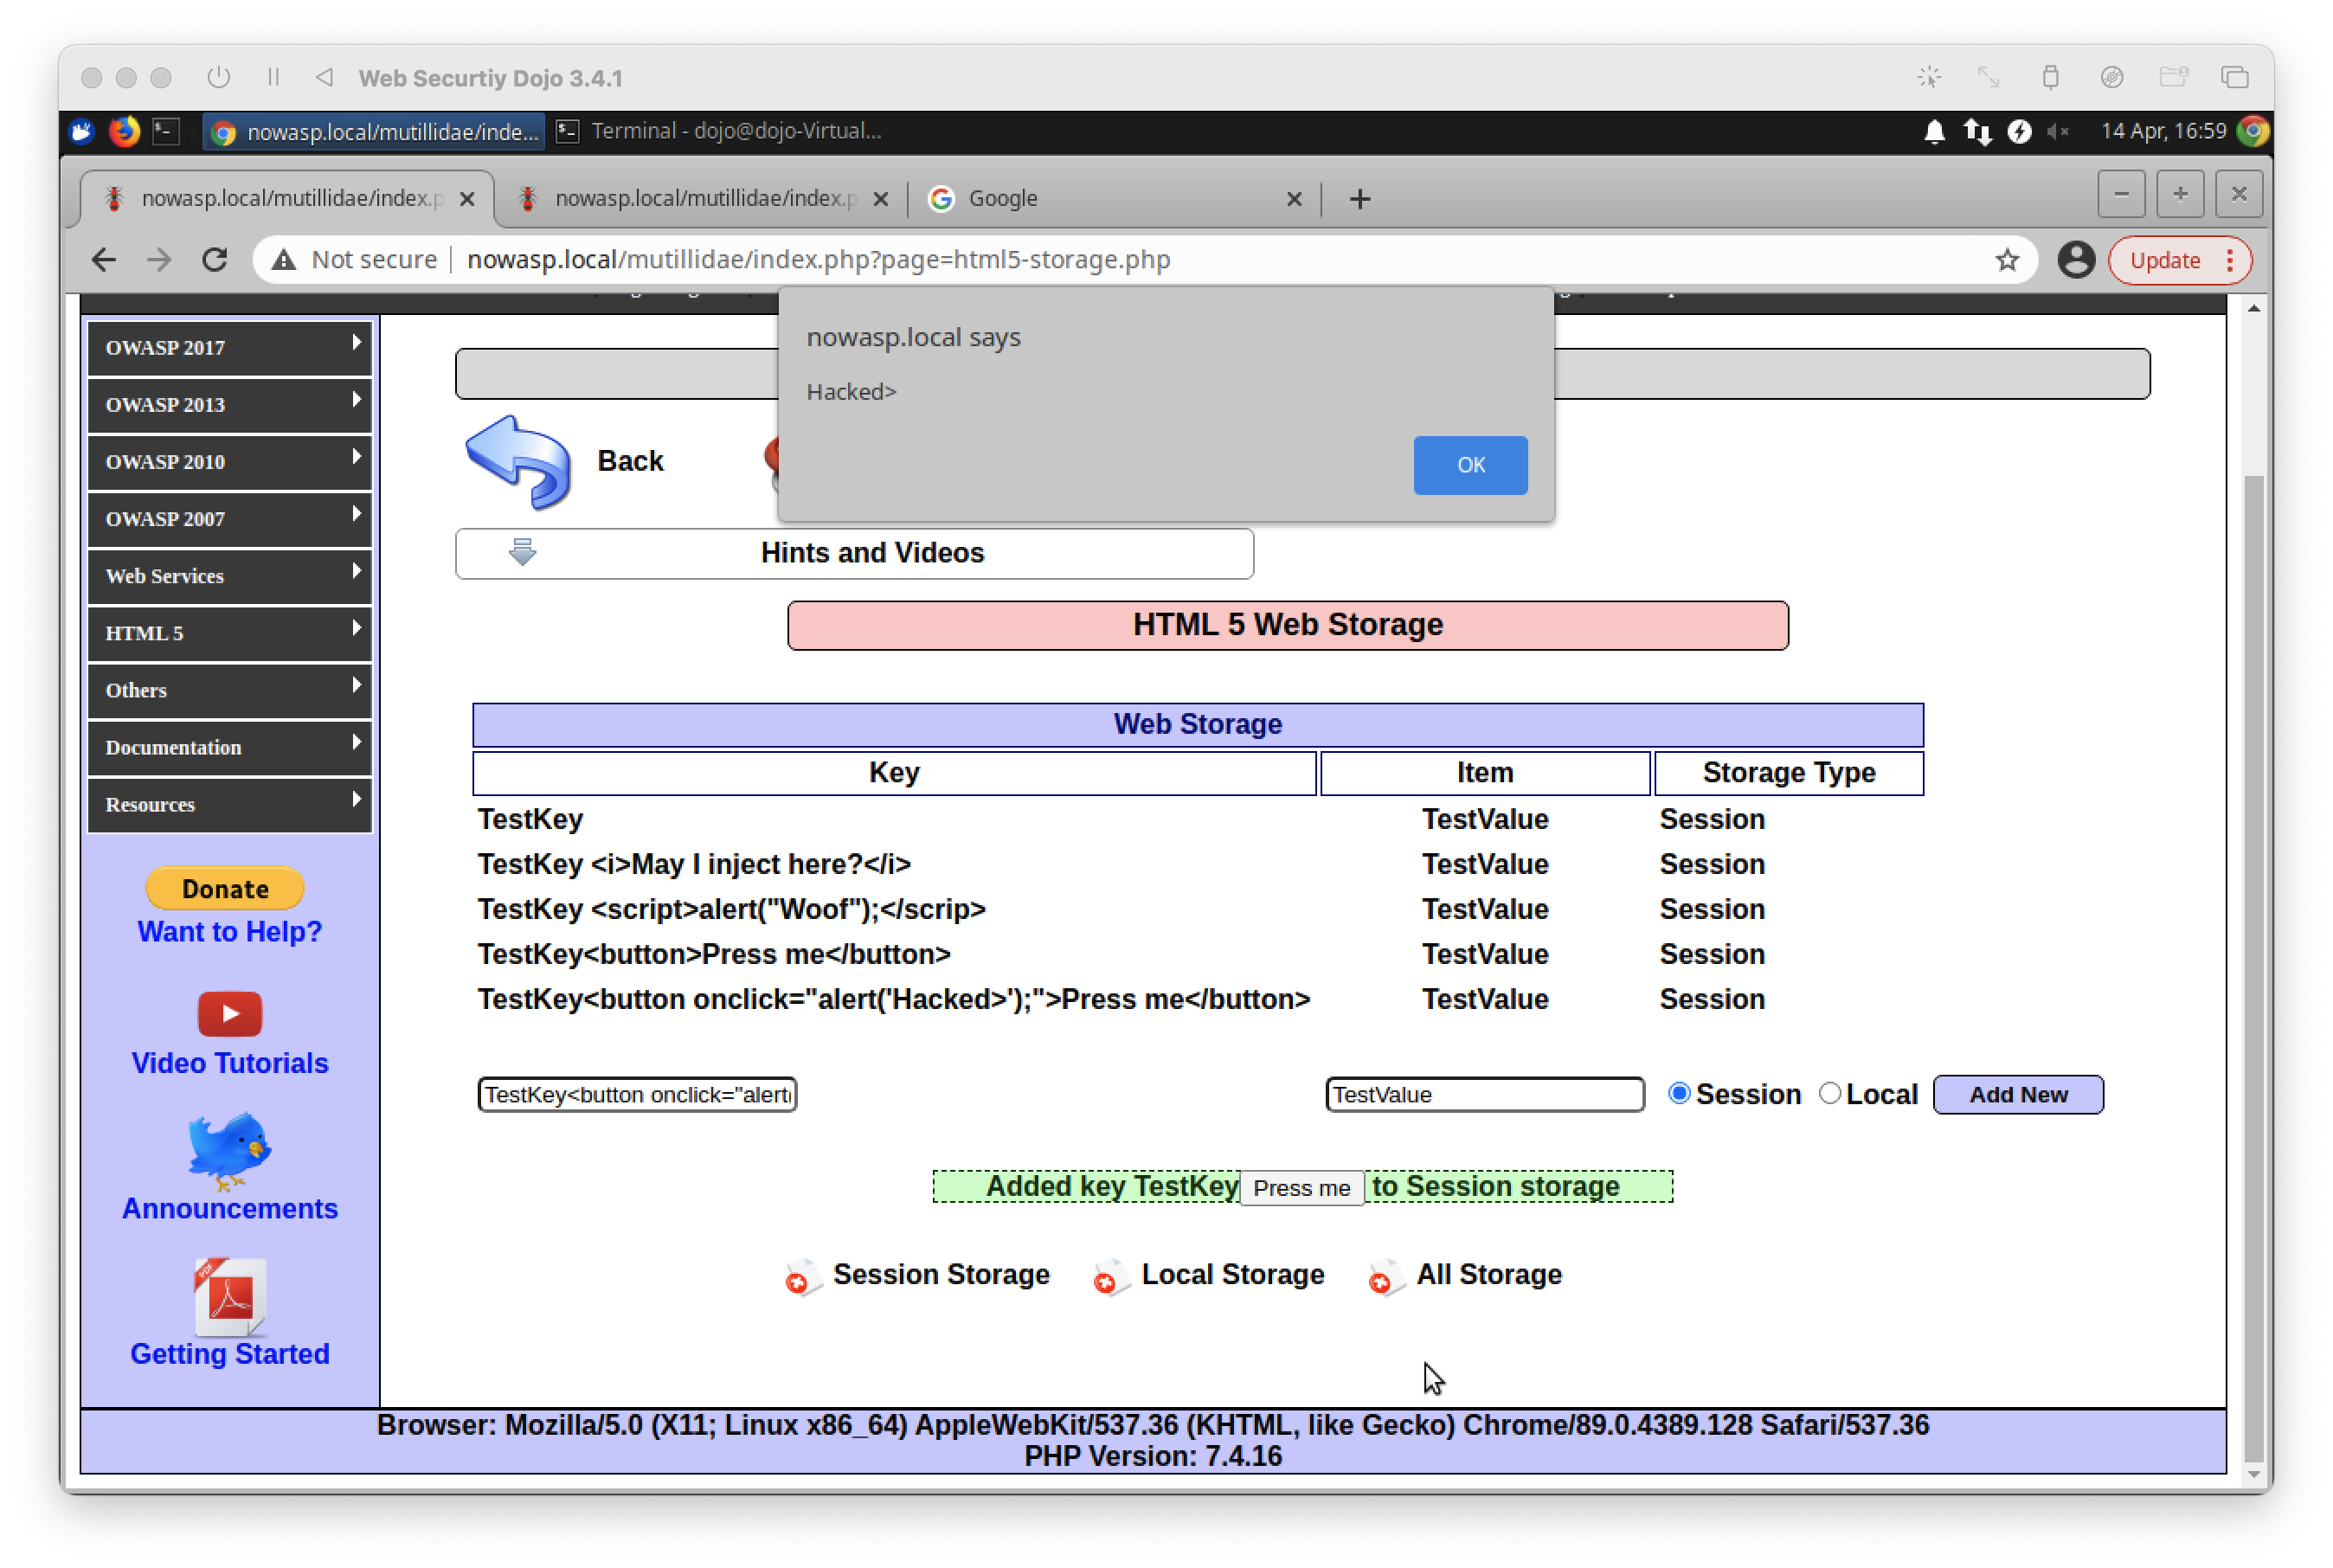 Web Securtiy Dojo 3.4.1
nowasp.local/mutillidae/inde... Terminal - dojo@dojo-Virtual... 14 Apr, 16:59
nowasp.local/mutillidae/index.p nowasp.local/mutillidae/index.p Google
Not secure nowasp.local/mutillidae/index.php?page=html5-storage.php Update
nowasp.local says
Hacked>
OK
OWASP 2017
OWASP 2013
OWASP 2010
OWASP 2007
Web Services
HTML 5
Others
Documentation
Resources
Donate
Want to Help?
Video Tutorials
Announcements
PDF
Getting Started
Back
Hints and Videos
HTML 5 Web Storage
Web Storage
Key Item Storage Type
TestKey TestValue Session
TestKey <i>May I inject here?</i> TestValue Session
TestKey <script>alert("Woof");</scrip> TestValue Session
TestKey<button>Press me</button> TestValue Session
TestKey<button onclick="alert('Hacked>');">Press me</button> TestValue Session
TestKey<button onclick="alert( TestValue Session Local Add New
Added key TestKey Press me to Session storage
Session Storage Local Storage All Storage
Browser: Mozilla/5.0 (X11; Linux x86_64) AppleWebKit/537.36 (KHTML, like Gecko) Chrome/89.0.4389.128 Safari/537.36
PHP Version: 7.4.16